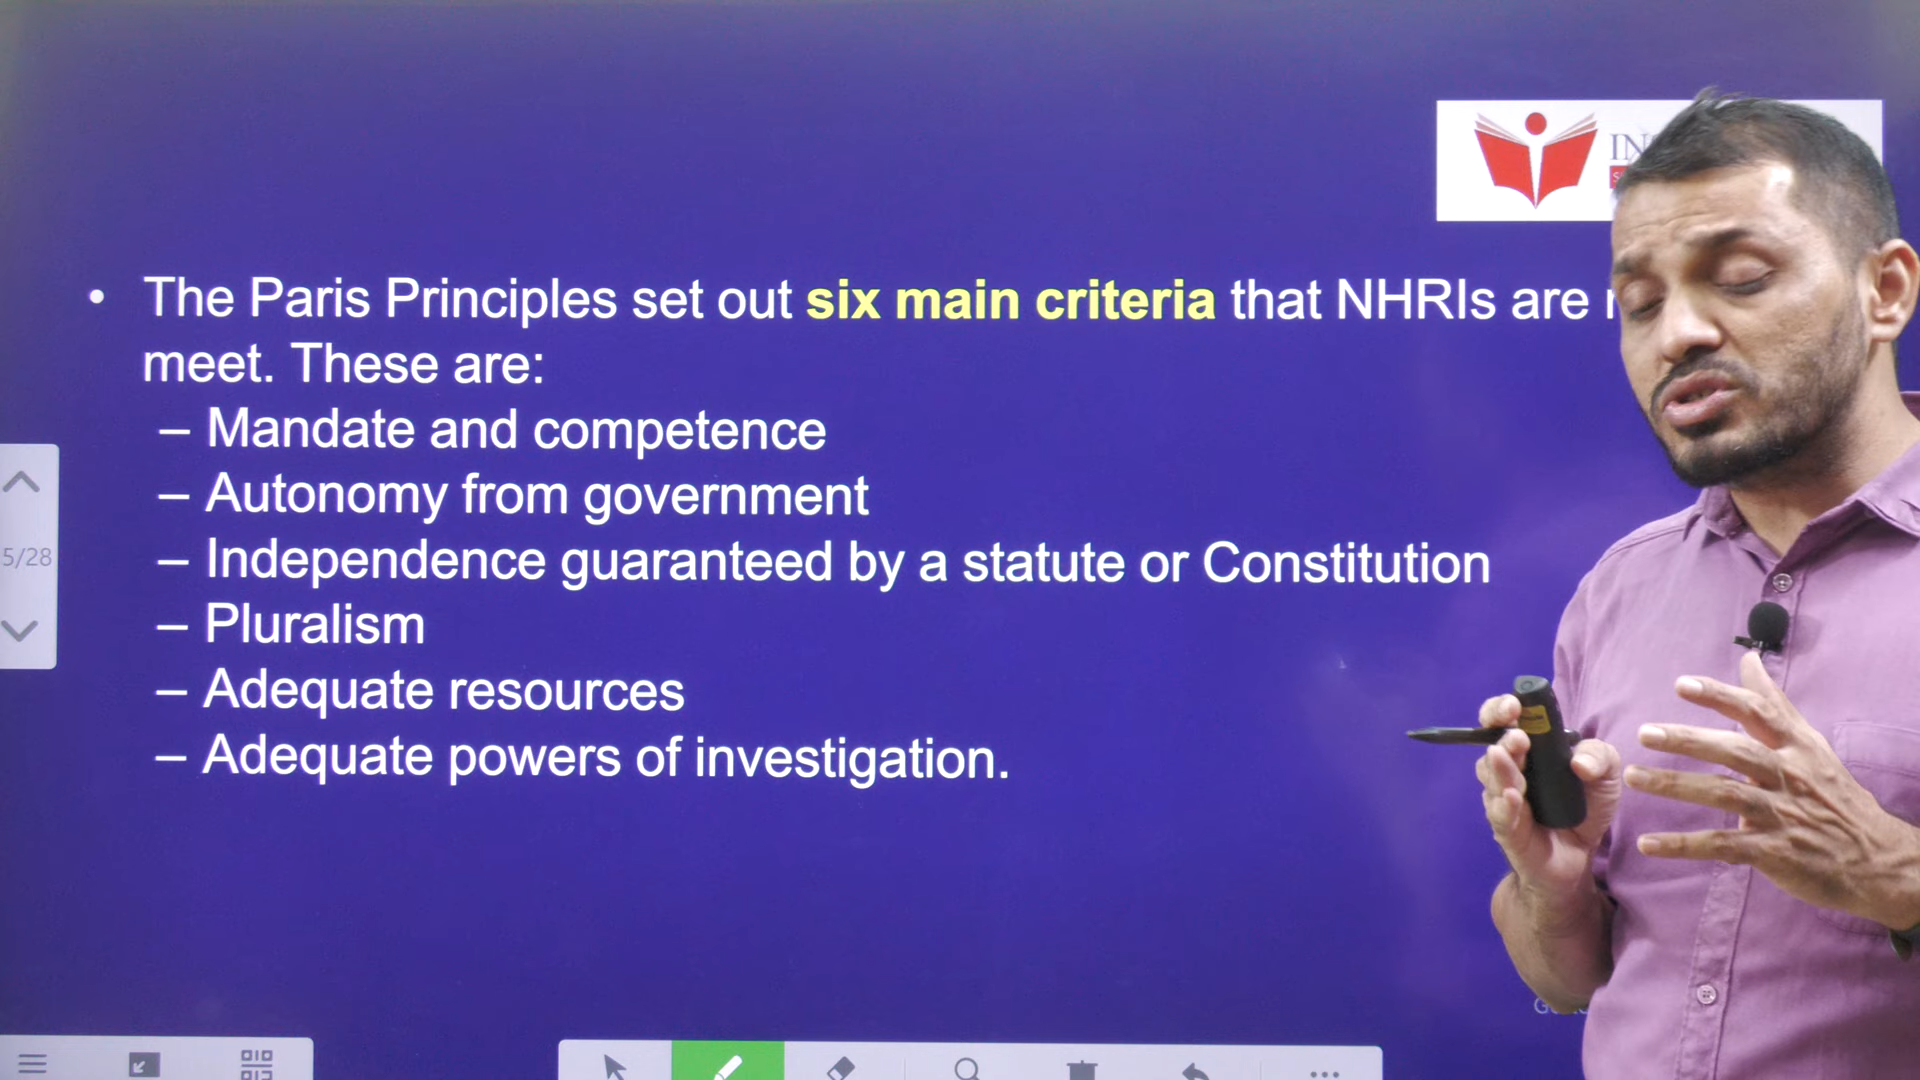 • The Paris Principles set out six main criteria that NHRIs are
meet. These are:
– Mandate and competence
– Autonomy from government
– Independence guaranteed by a statute or Constitution
– Pluralism
– Adequate resources
– Adequate powers of investigation.
5/28